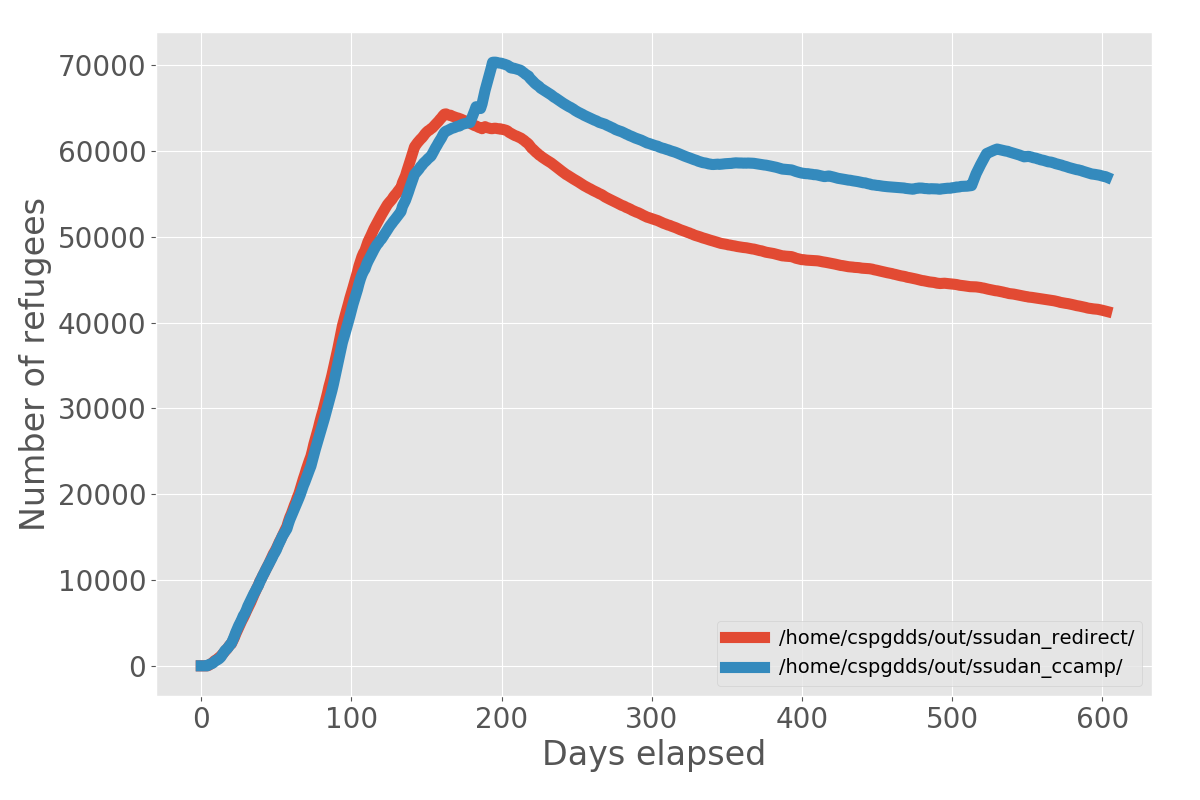 70000
60000
50000
40000
30000
20000
10000
0
Number of refugees
/home/cspgdds/out/ssudan_redirect/
/home/cspgdds/out/ssudan_ccamp/
0 100 200 300 400 500 600
Days elapsed